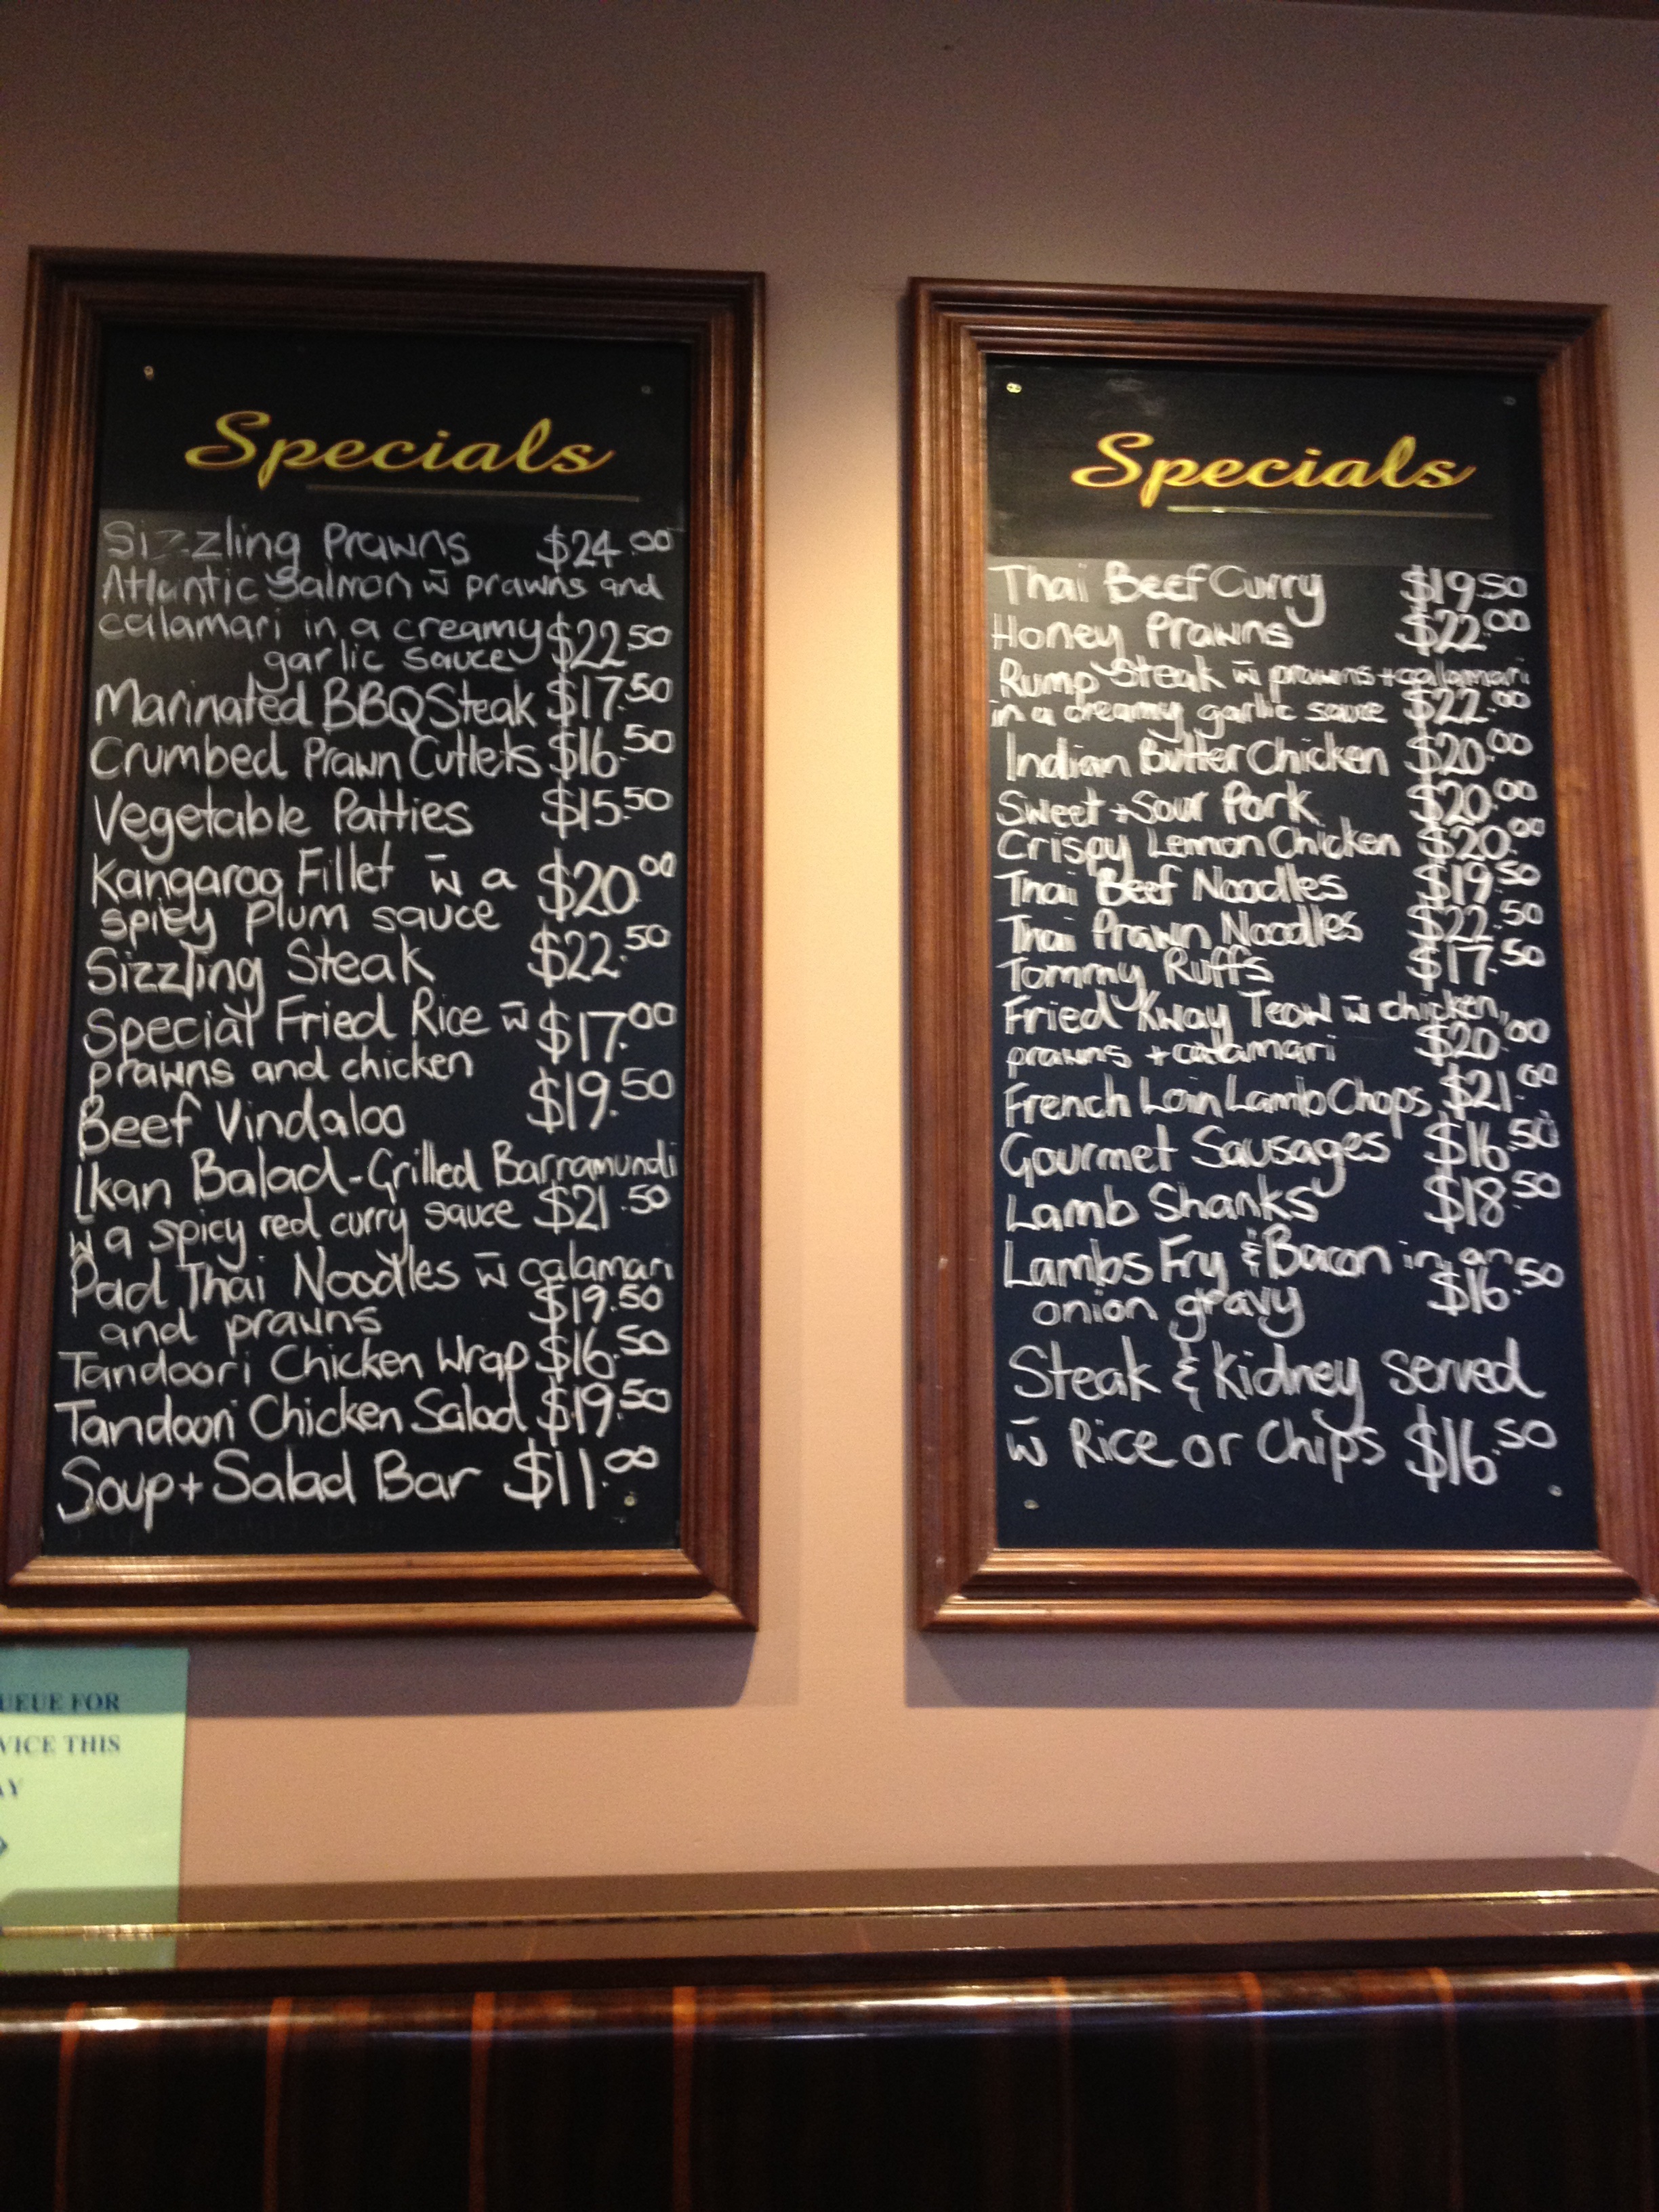 Specials
Sizzling Prawns $24.00
Atlantic Salmon w̄ prawns and
calamari in a creamy $22.50
garlic sauce
Marinated BBQ Steak $17.50
Crumbed Prawn Cutlets $16.50
Vegetable Patties $15.50
Kangaroo Fillet w̄ a $20.00
spicy plum sauce
Sizzling Steak $22.50
Special Fried Rice w̄ $17.00
prawns and chicken
Beef Vindaloo $19.50
Ikan Balad-Grilled Barramundi
w̄ a spicy red curry sauce $21.50
Pad Thai Noodles w̄ calamari
and prawns $19.50
Tandoori Chicken Wrap $16.50
Tandoori Chicken Salad $19.50
Soup + Salad Bar $11.00
Specials
Thai Beef Curry $19.50
Honey Prawns $22.00
Rump Steak w̄ prawns + calamari
in a creamy garlic sauce $22.00
Indian Butter Chicken $20.00
Sweet + Sour Pork $20.00
Crispy Lemon Chicken $20.00
Thai Beef Noodles $19.50
Thai Prawn Noodles $22.50
Tommy Ruffs $17.50
Fried Kway Teow w̄ chicken,
prawns + calamari $20.00
French Loin Lamb Chops $21.00
Gourmet Sausages $16.50
Lamb Shanks $18.50
Lambs Fry & Bacon in an
onion gravy $16.50
Steak & Kidney served
w̄ Rice or Chips $16.50
UEUE FOR
VICE THIS
AY